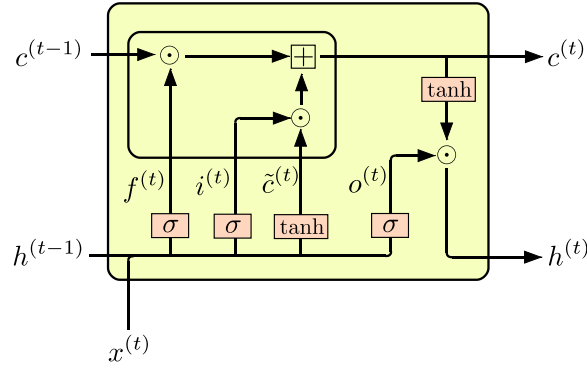 c^{(t−1)} ⊙ + c^{(t)}
tanh
⊙ ⊙
f^{(t)} i^{(t)} c̃^{(t)} o^{(t)}
σ σ tanh σ
h^{(t−1)} h^{(t)}
x^{(t)}